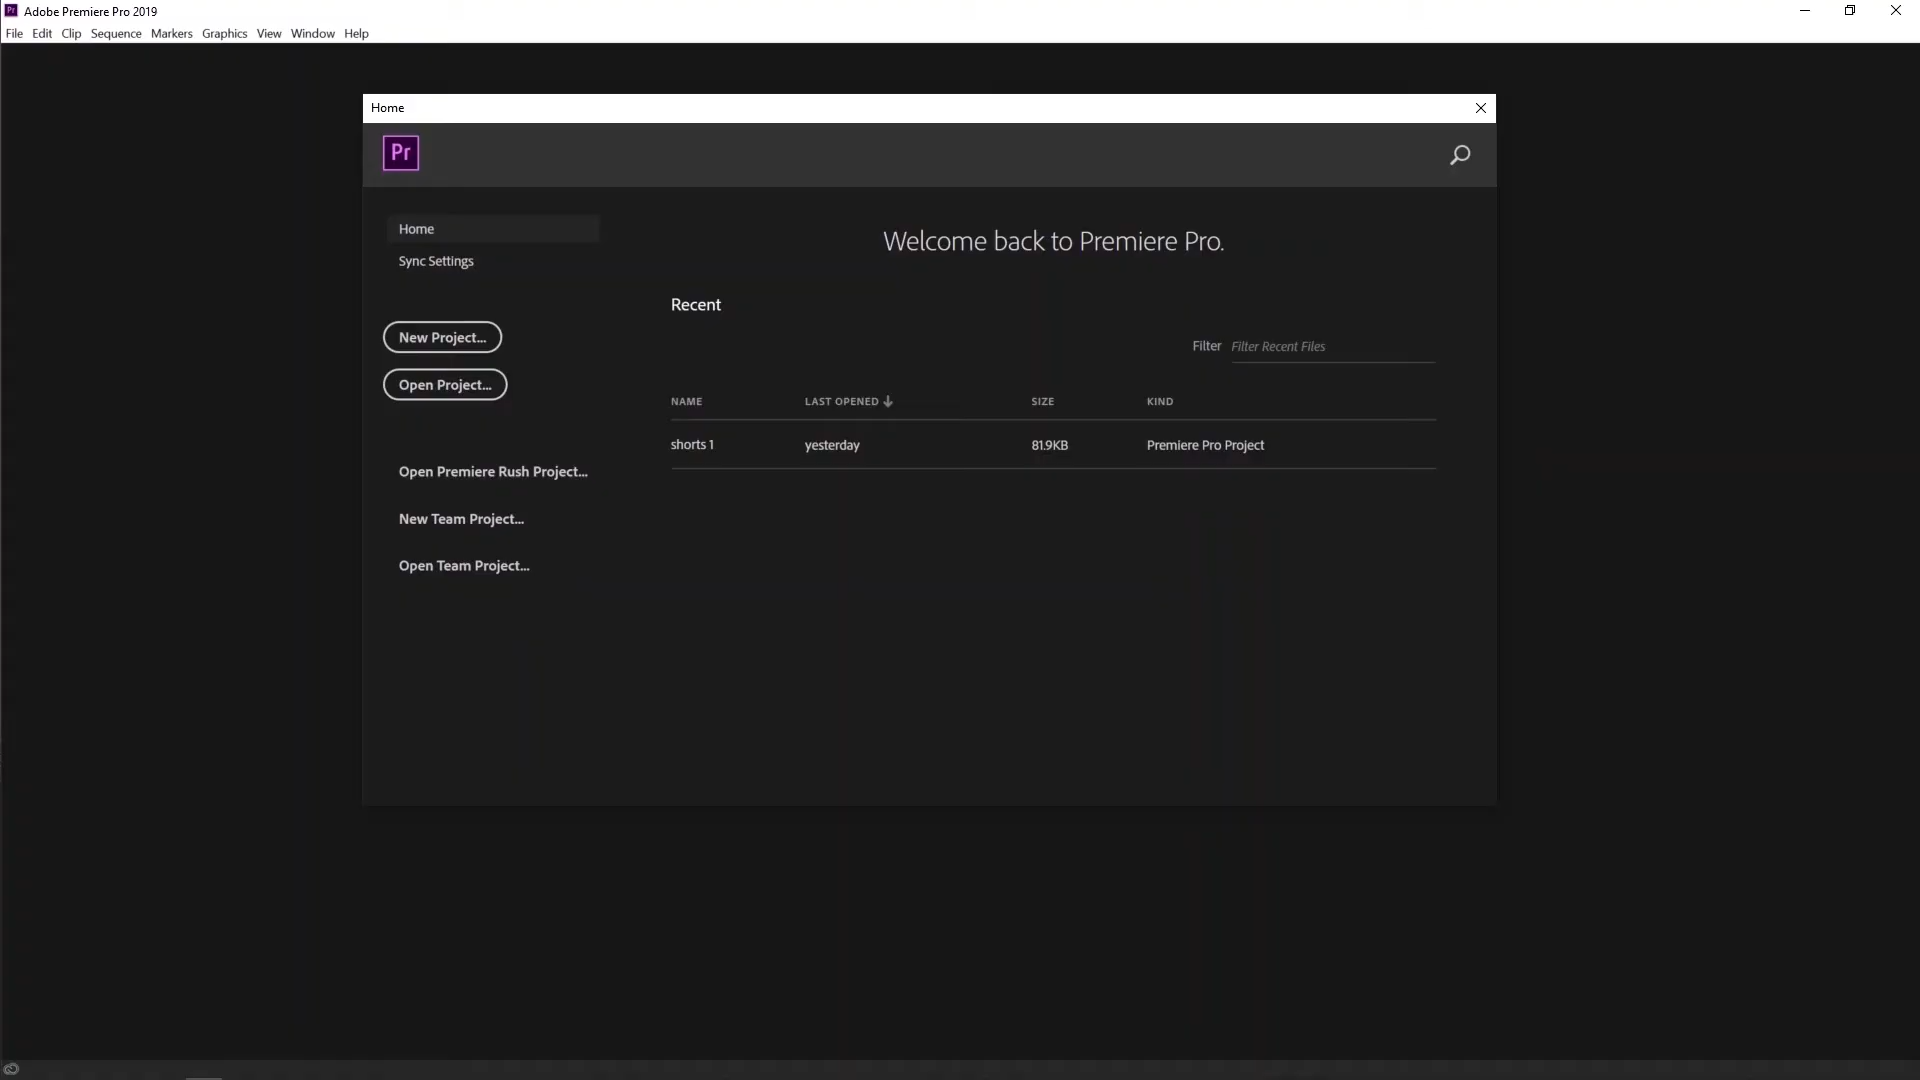 Pr Adobe Premiere Pro 2019
File Edit Clip Sequence Markers Graphics View Window Help
Home
Pr
Home
Sync Settings
New Project...
Open Project...
Open Premiere Rush Project...
New Team Project...
Open Team Project...
Welcome back to Premiere Pro.
Recent
Filter Filter Recent Files
NAME LAST OPENED SIZE KIND
shorts 1 yesterday 81.9KB Premiere Pro Project